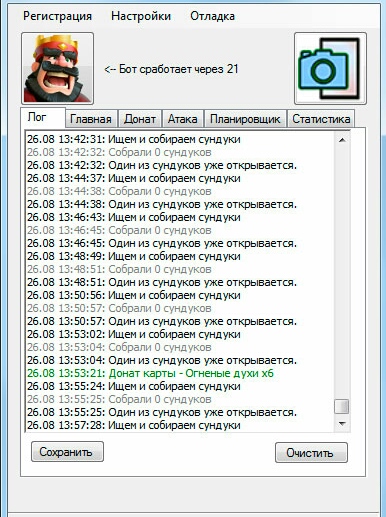 Регистрация Настройки Отладка
<-- Бот сработает через 21
Лог Главная Донат Атака Планировщик Статистика
26.08 13:42:31: Ищем и собираем сундуки
26.08 13:42:32: Собрали 0 сундуков
26.08 13:42:32: Один из сундуков уже открывается.
26.08 13:44:37: Ищем и собираем сундуки
26.08 13:44:38: Собрали 0 сундуков
26.08 13:44:38: Один из сундуков уже открывается.
26.08 13:46:43: Ищем и собираем сундуки
26.08 13:46:45: Собрали 0 сундуков
26.08 13:46:45: Один из сундуков уже открывается.
26.08 13:48:49: Ищем и собираем сундуки
26.08 13:48:51: Собрали 0 сундуков
26.08 13:48:51: Один из сундуков уже открывается.
26.08 13:50:56: Ищем и собираем сундуки
26.08 13:50:57: Собрали 0 сундуков
26.08 13:50:57: Один из сундуков уже открывается.
26.08 13:53:02: Ищем и собираем сундуки
26.08 13:53:04: Собрали 0 сундуков
26.08 13:53:04: Один из сундуков уже открывается.
26.08 13:53:21: Донат карты - Огненые духи x6
26.08 13:55:24: Ищем и собираем сундуки
26.08 13:55:25: Собрали 0 сундуков
26.08 13:55:25: Один из сундуков уже открывается.
26.08 13:57:28: Ищем и собираем сундуки
Сохранить Очистить